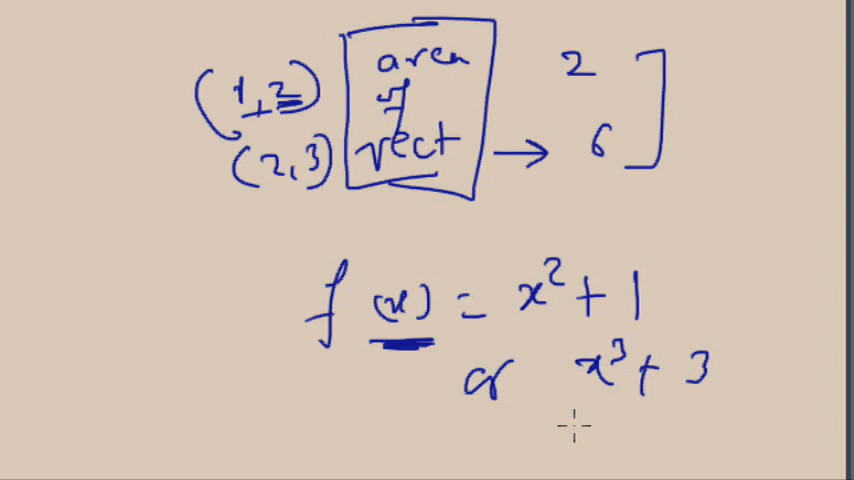 (1,2) area 2
of
(2,3) rect → 6
f(x) = x² + 1
or x³ + 3